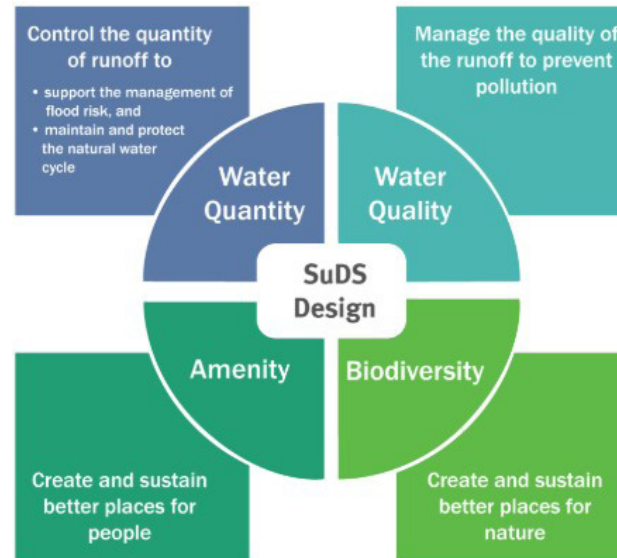 Control the quantity
of runoff to
• support the management of
flood risk, and
• maintain and protect
the natural water
cycle
Manage the quality of
the runoff to prevent
pollution
Water
Quantity
Water
Quality
SuDS
Design
Amenity
Biodiversity
Create and sustain
better places for
people
Create and sustain
better places for
nature